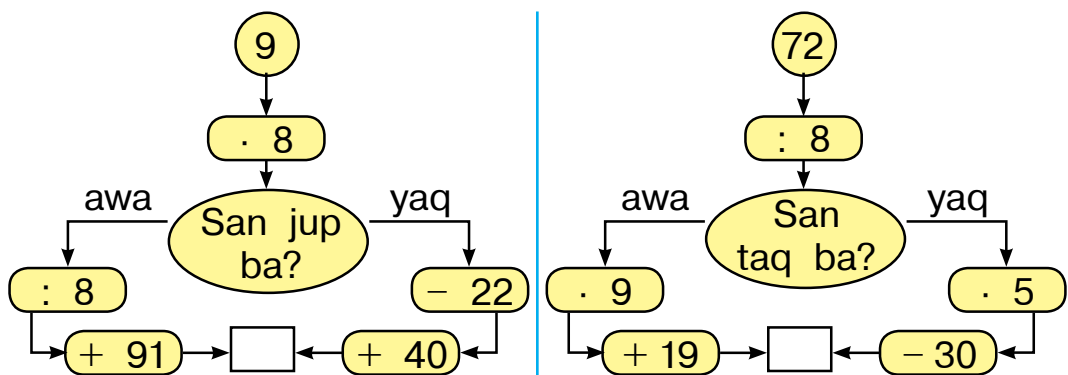 9
· 8
awa
San jup
ba?
yaq
: 8
− 22
+ 91
+ 40
72
: 8
awa
San
taq ba?
yaq
· 9
· 5
+ 19
− 30